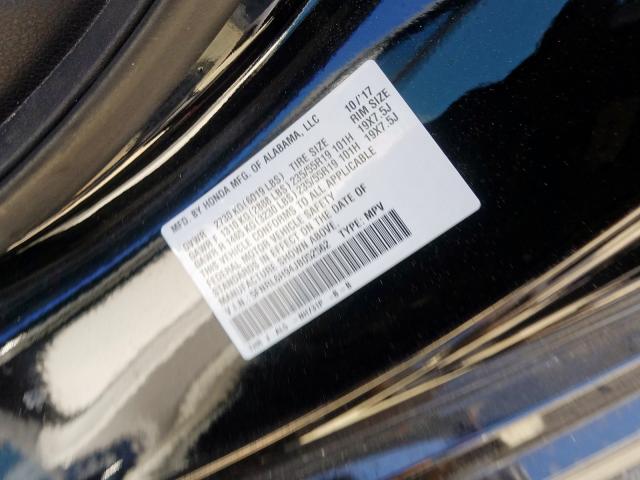 MFD. BY HONDA MFG. OF ALABAMA, LLC 10/'17
GVWR 2730 KG(6019 LBS) TIRE SIZE RIM SIZE
GAWR F 1310 KG(2888 LBS) 235/55R19 101H 19X7.5J
GAWR R 1465 KG(3230 LBS) 235/55R19 101H 19X7.5J
THIS VEHICLE CONFORMS TO ALL APPLICABLE
FEDERAL MOTOR VEHICLE SAFETY
STANDARDS IN EFFECT ON THE DATE OF
MANUFACTURE SHOWN ABOVE.
V.I.N. TYPE: MPV
NH731P -B-B